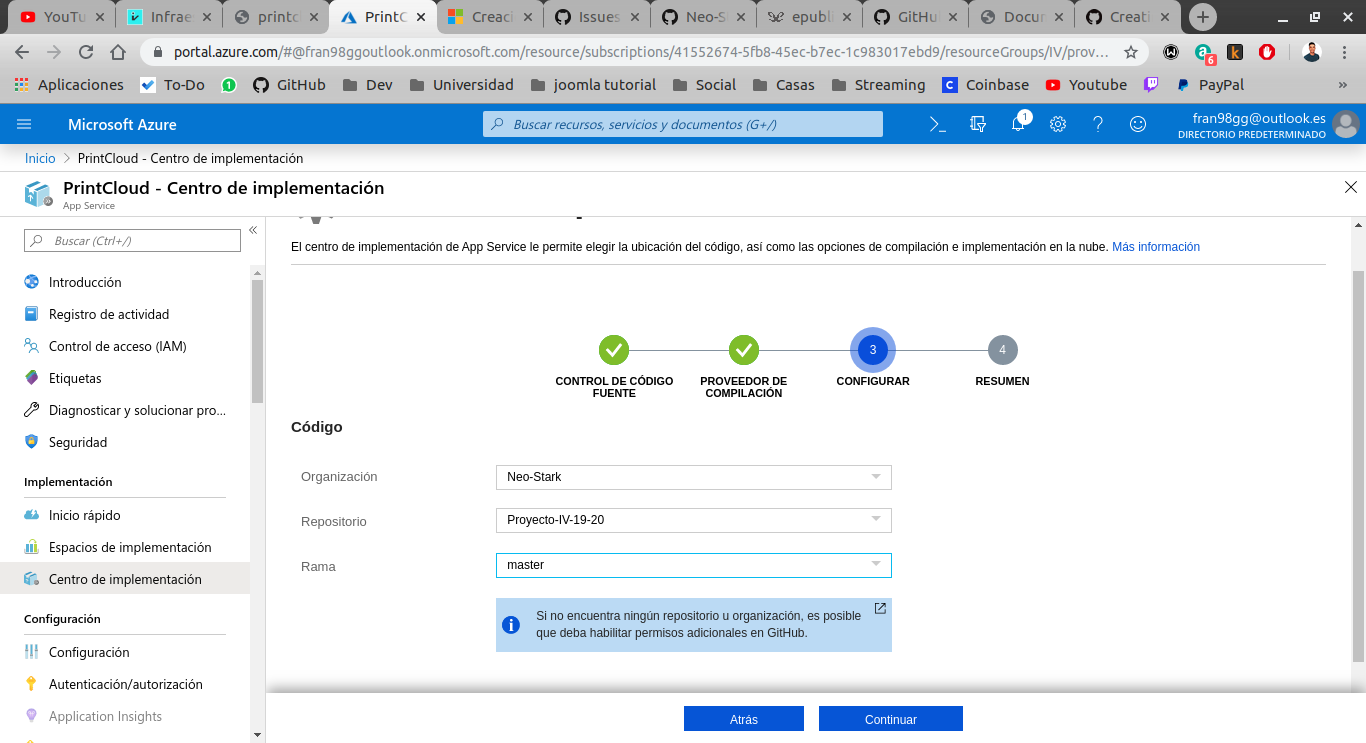 YouTu
Infrae
printcl
PrintC
Creaci
Issues
Neo-S
epubli
GitHu
Docur
Creati
portal.azure.com/#@fran98ggoutlook.onmicrosoft.com/resource/subscriptions/41552674-5fb8-45ec-b7ec-1c983017ebd9/resourceGroups/IV/prov...
6
Aplicaciones
To-Do
1
GitHub
Dev
Universidad
joomla tutorial
Social
Casas
Streaming
Coinbase
Youtube
PayPal
»
Microsoft Azure
Buscar recursos, servicios y documentos (G+/)
1
fran98gg@outlook.es
DIRECTORIO PREDETERMINADO
Inicio > PrintCloud - Centro de implementación
PrintCloud - Centro de implementación
App Service
Buscar (Ctrl+/)
«
Introducción
Registro de actividad
Control de acceso (IAM)
Etiquetas
Diagnosticar y solucionar pro...
Seguridad
Implementación
Inicio rápido
Espacios de implementación
Centro de implementación
Configuración
Configuración
Autenticación/autorización
Application Insights
El centro de implementación de App Service le permite elegir la ubicación del código, así como las opciones de compilación e implementación en la nube. Más información
3
4
CONTROL DE CÓDIGO
FUENTE
PROVEEDOR DE
COMPILACIÓN
CONFIGURAR
RESUMEN
Código
Organización
Neo-Stark
Repositorio
Proyecto-IV-19-20
Rama
master
Si no encuentra ningún repositorio u organización, es posible
que deba habilitar permisos adicionales en GitHub.
Atrás
Continuar